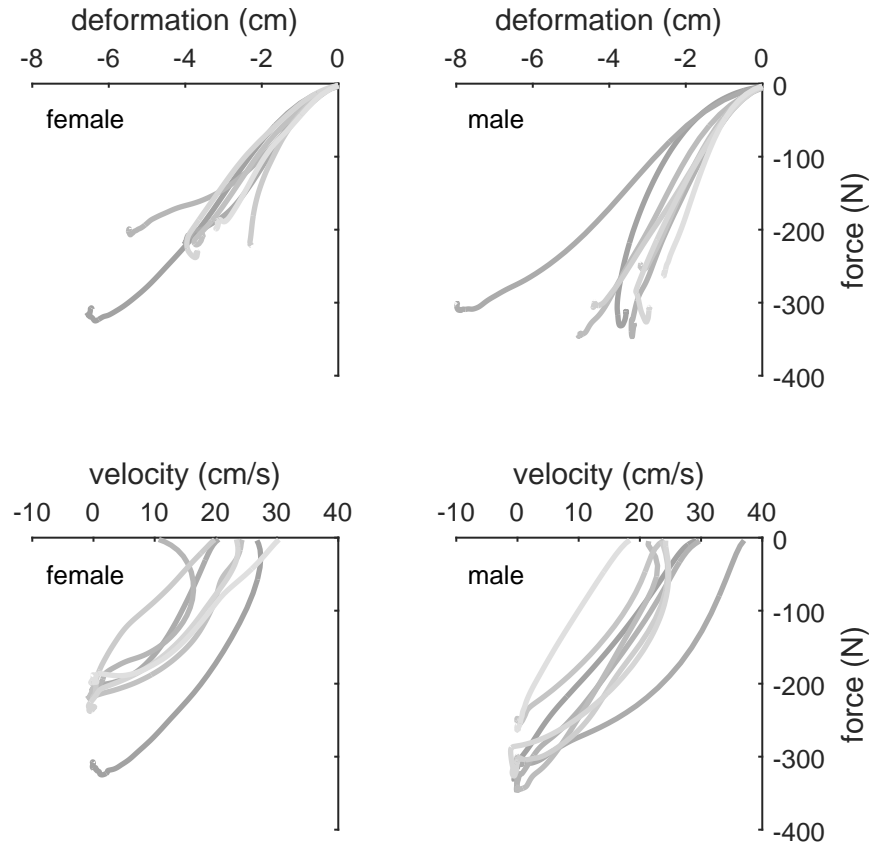 deformation (cm)
deformation (cm)
-8 -6 -4 -2 0
-8 -6 -4 -2
0
female
male
-100
-200
-300
-400
force (N)
velocity (cm/s)
velocity (cm/s)
-10 0 10 20 30 40
-10 0 10 20 30 40
0
female
male
-100
-200
-300
-400
force (N)